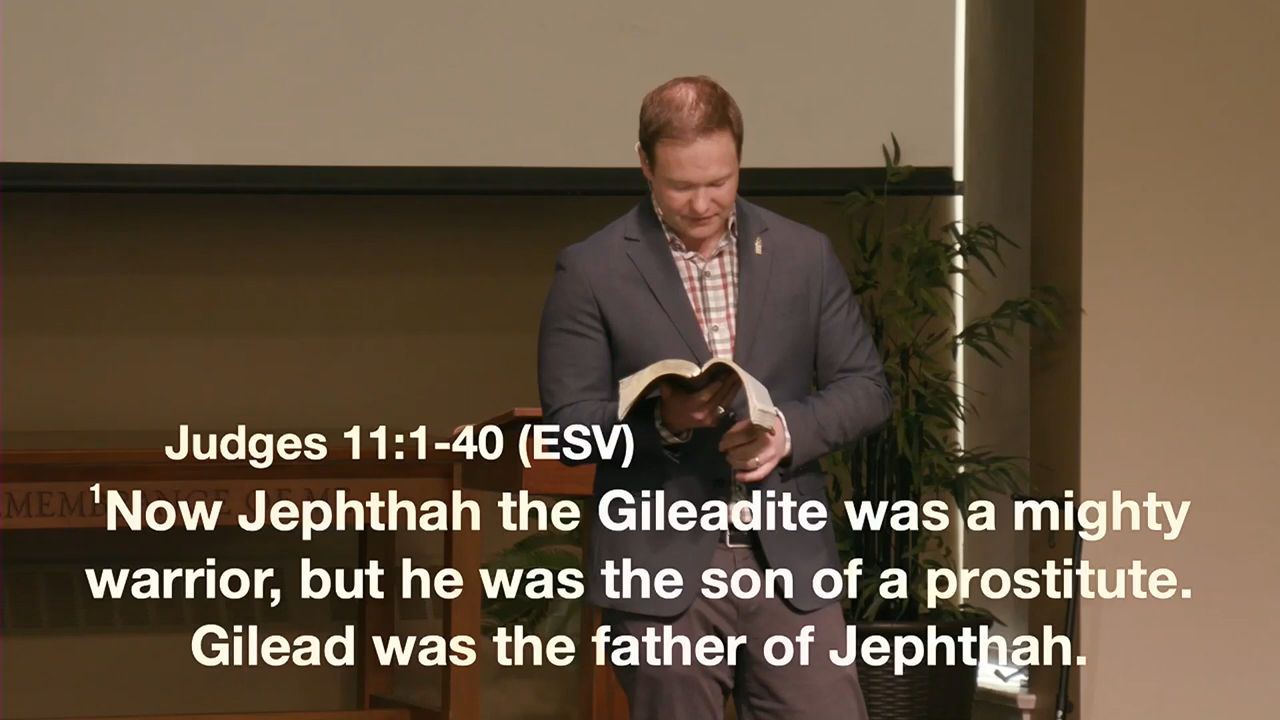 Judges 11:1-40 (ESV)
¹Now Jephthah the Gileadite was a mighty
warrior, but he was the son of a prostitute.
Gilead was the father of Jephthah.